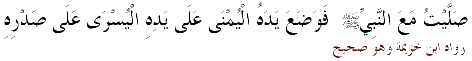 صَلَّيْتُ مَعَ النَّبِيِّ ﷺ فَوَضَعَ يَدَهُ الْيُمْنَى عَلَى يَدِهِ الْيُسْرَى عَلَى صَدْرِهِ
رواه ابن خزيمة وهو صحيح